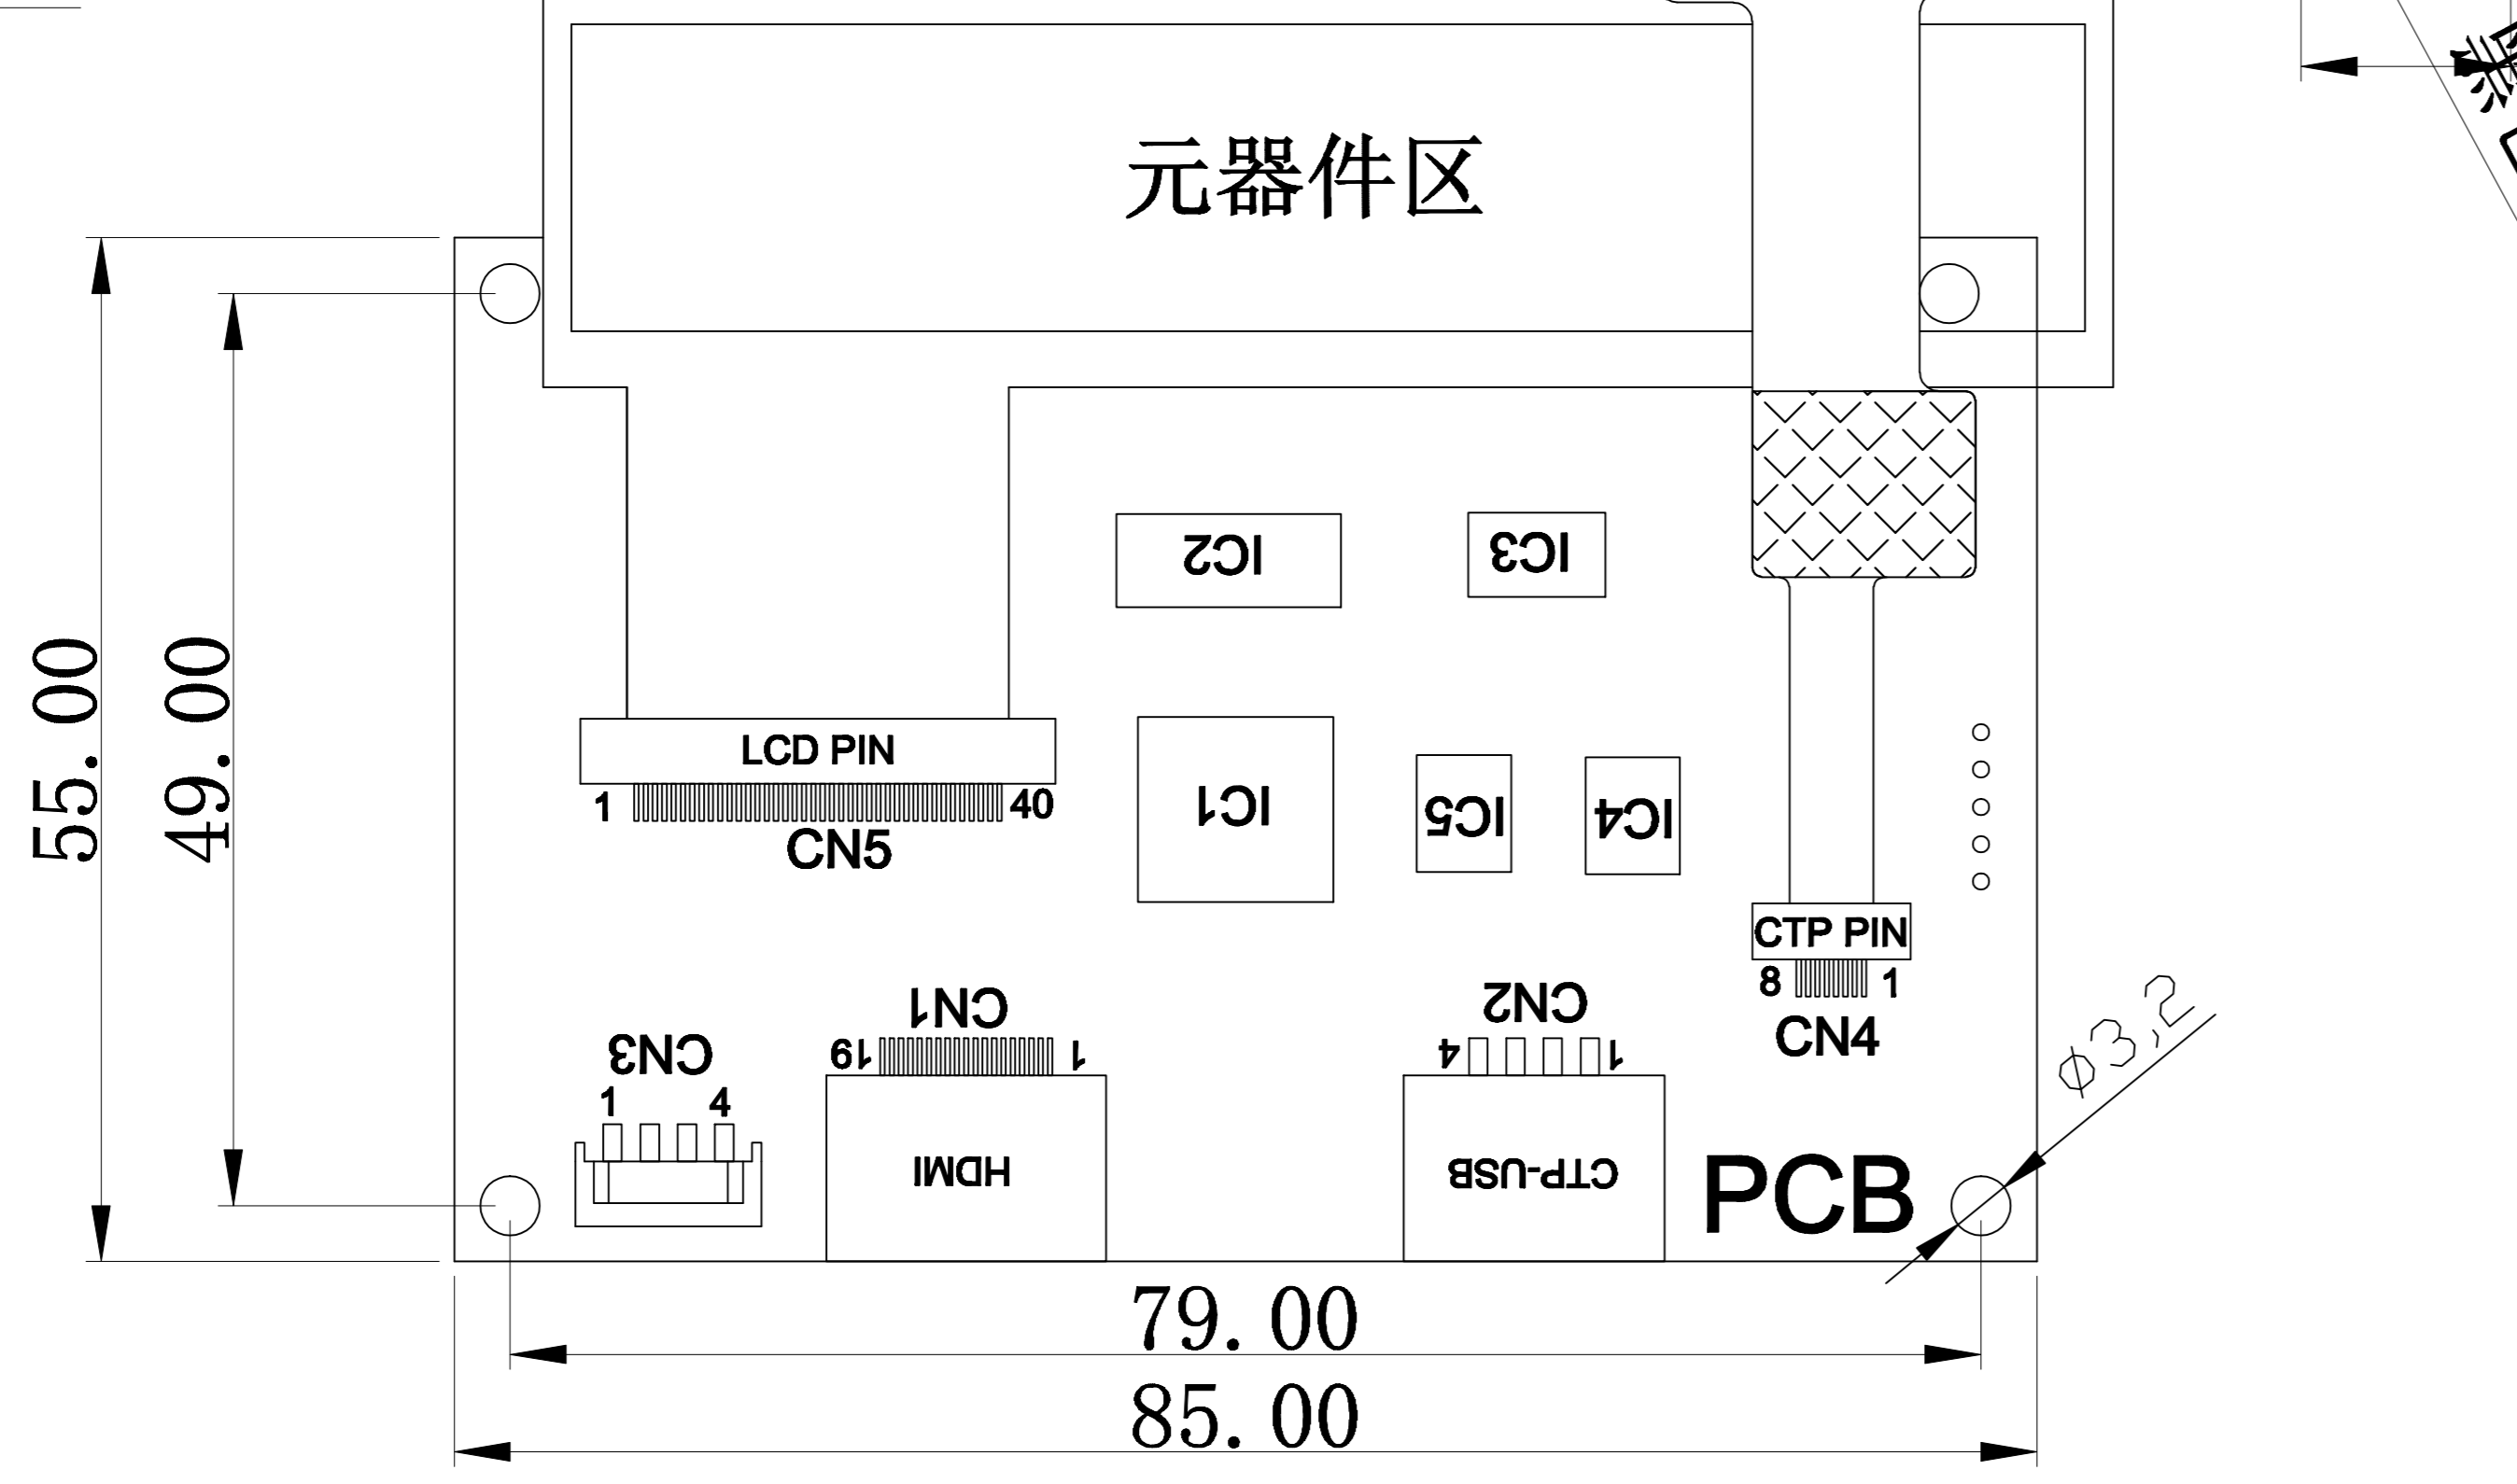 元器件区
55.00
49.00
IC2
IC3
LCD PIN
1
40
CN5
IC1
IC5
IC4
CTP PIN
8
1
CN4
CN3
1
4
CN1
19
1
HDMI
CN2
4
1
CTP-USB
PCB
Ø3,2
79.00
85.00